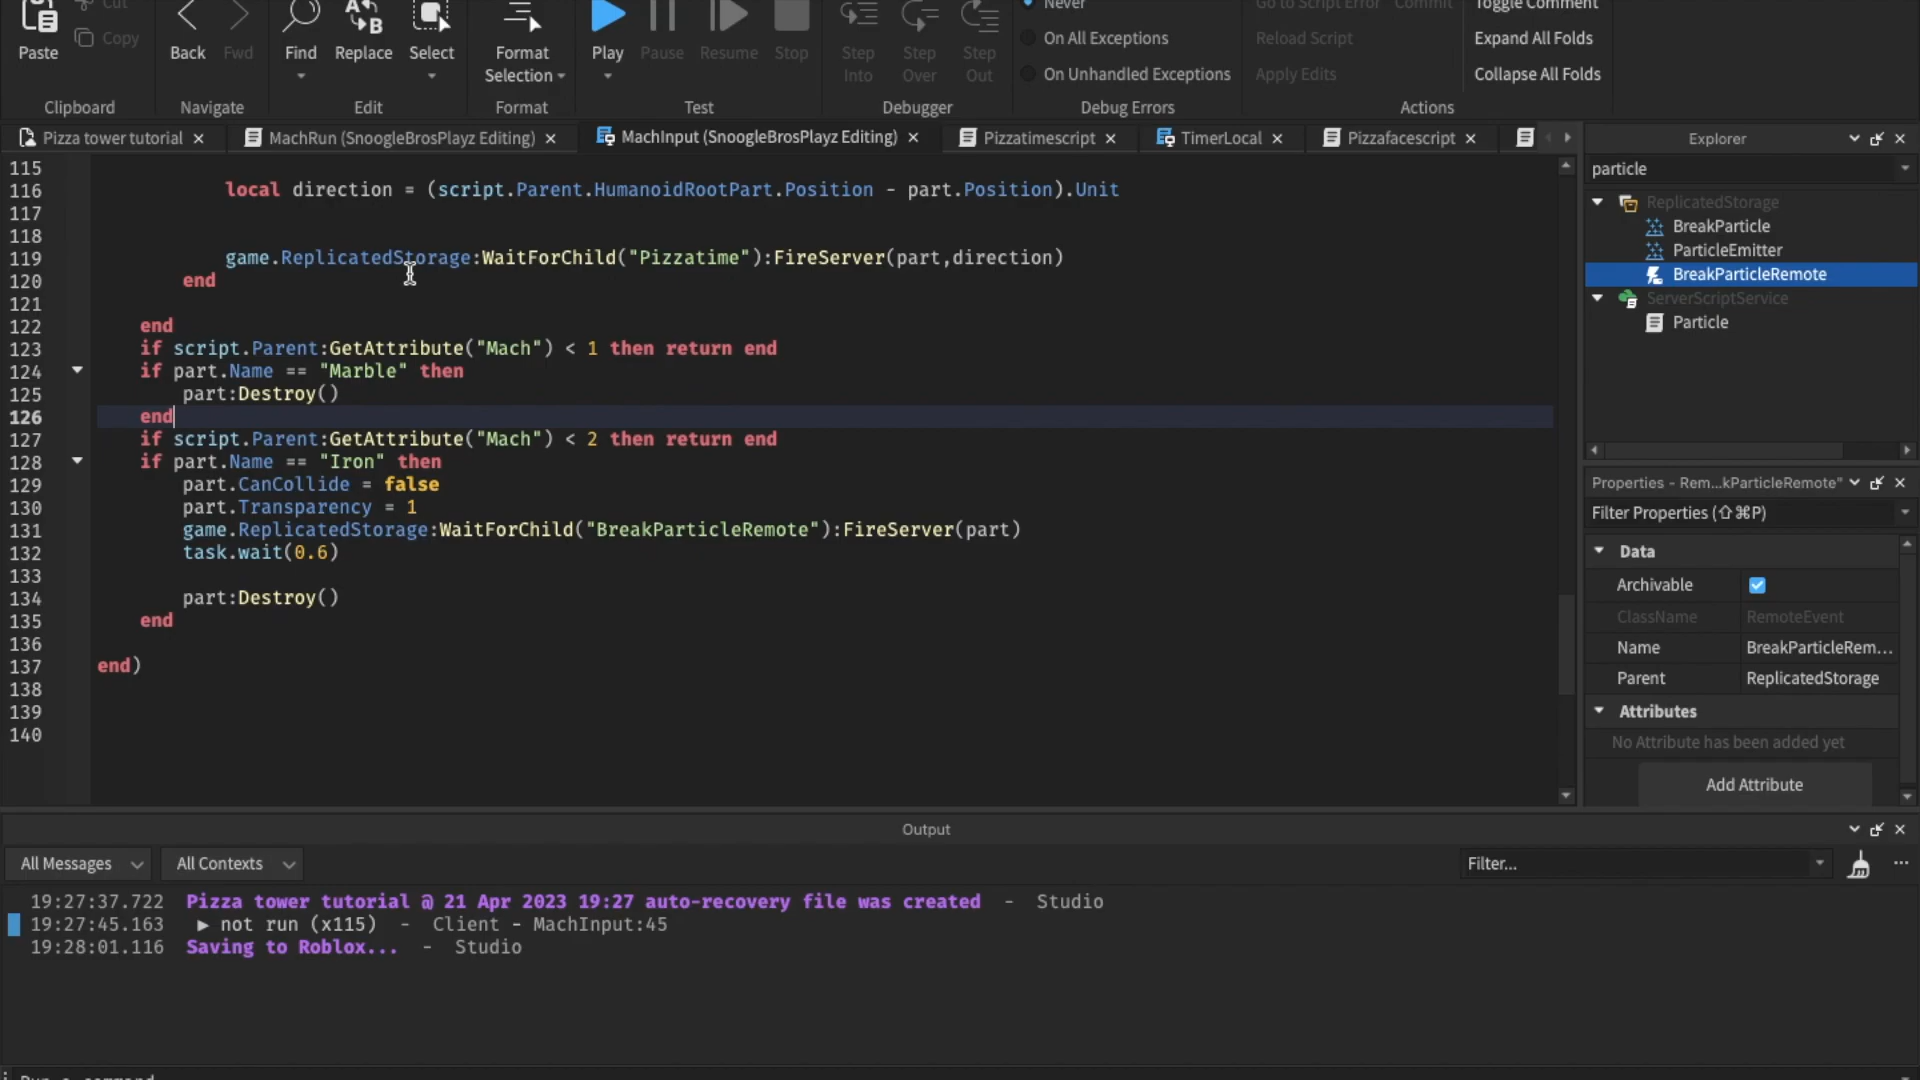 Cut
Go to Script Error Commit
Never
Toggle Comment
Paste Copy Back Fwd Find Replace Select Format Selection Play Pause Resume Stop Step Into Step Over Step Out
On All Exceptions Reload Script Expand All Folds
On Unhandled Exceptions Apply Edits Collapse All Folds
Clipboard Navigate Edit Format Test Debugger Debug Errors Actions
Pizza tower tutorial MachRun (SnoogleBrosPlayz Editing) MachInput (SnoogleBrosPlayz Editing) Pizzatimescript TimerLocal Pizzafacescript
115
116 local direction = (script.Parent.HumanoidRootPart.Position - part.Position).Unit
117
118
119 game.ReplicatedStorage:WaitForChild("Pizzatime"):FireServer(part,direction)
120 end
121
122 end
123 if script.Parent:GetAttribute("Mach") < 1 then return end
124 if part.Name == "Marble" then
125 part:Destroy()
126 end
127 if script.Parent:GetAttribute("Mach") < 2 then return end
128 if part.Name == "Iron" then
129 part.CanCollide = false
130 part.Transparency = 1
131 game.ReplicatedStorage:WaitForChild("BreakParticleRemote"):FireServer(part)
132 task.wait(0.6)
133
134 part:Destroy()
135 end
136
137 end)
138
139
140
Explorer
particle
ReplicatedStorage
BreakParticle
ParticleEmitter
BreakParticleRemote
ServerScriptService
Particle
Properties - Rem...kParticleRemote"
Filter Properties (⇧⌘P)
Data
Archivable
ClassName RemoteEvent
Name BreakParticleRem...
Parent ReplicatedStorage
Attributes
No Attribute has been added yet
Add Attribute
Output
All Messages All Contexts Filter...
19:27:37.722 Pizza tower tutorial @ 21 Apr 2023 19:27 auto-recovery file was created - Studio
19:27:45.163 ▶ not run (x115) - Client - MachInput:45
19:28:01.116 Saving to Roblox... - Studio
Run a command